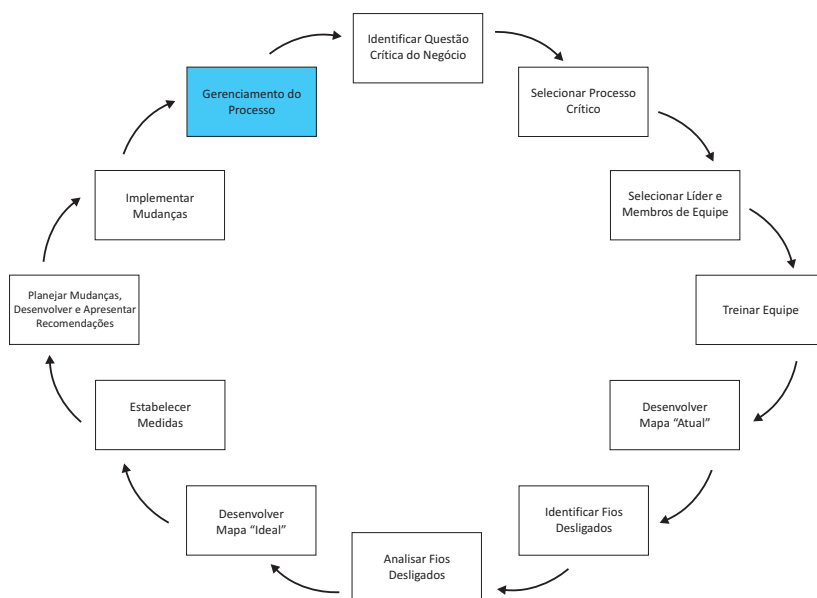 Identificar Questão
Crítica do Negócio
Selecionar Processo
Crítico
Selecionar Líder e
Membros de Equipe
Treinar Equipe
Desenvolver
Mapa “Atual”
Identificar Fios
Desligados
Analisar Fios
Desligados
Desenvolver
Mapa “Ideal”
Estabelecer
Medidas
Planejar Mudanças,
Desenvolver e Apresentar
Recomendações
Implementar
Mudanças
Gerenciamento do
Processo